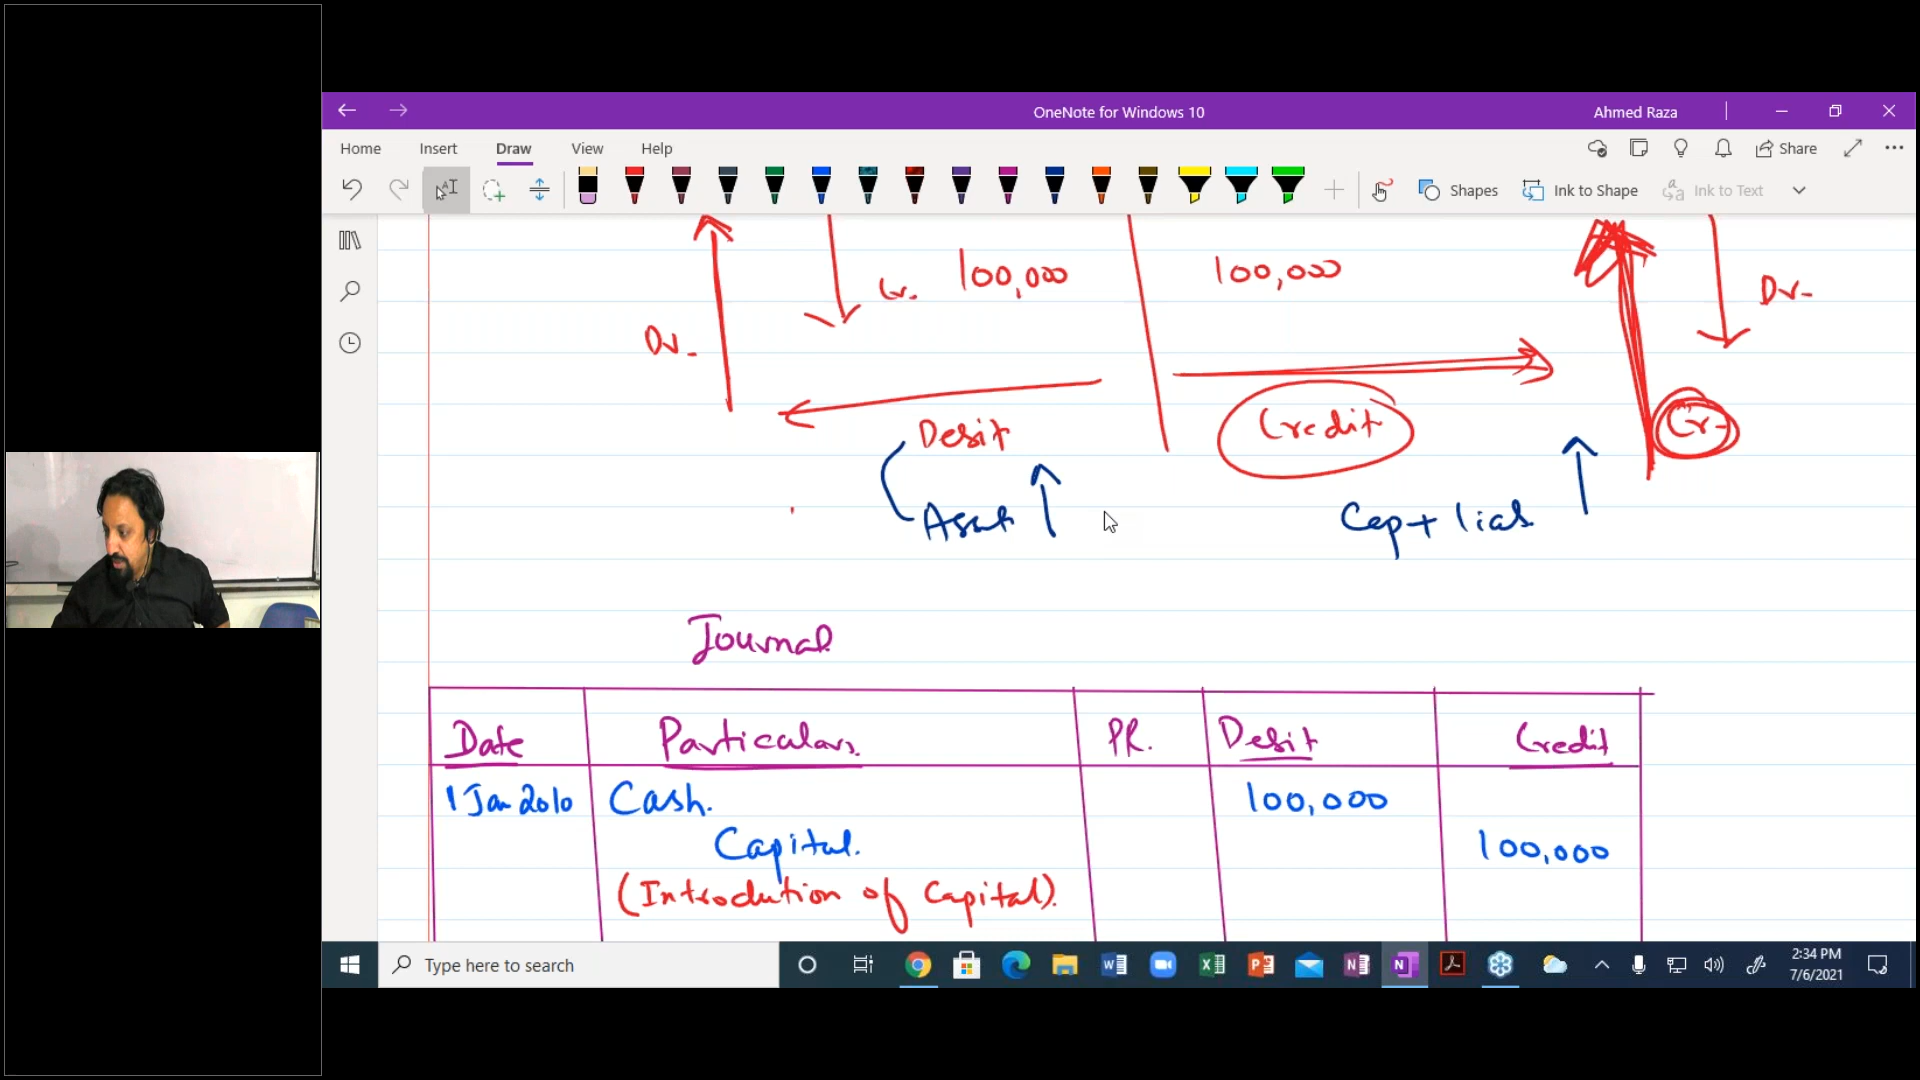 OneNote for Windows 10
Ahmed Raza
Home Insert Draw View Help
Share
Shapes
Ink to Shape
Ink to Text
Cr. 100,000 100,000
Dr-
Dr-
Debit
Credit
Cr-
Cap + liab
Journal
Date Particulars. PR. Debit Credit
1 Jan 2010 Cash. 100,000
Capital. 100,000
(Introdution of Capital).
Type here to search
2:34 PM
7/6/2021